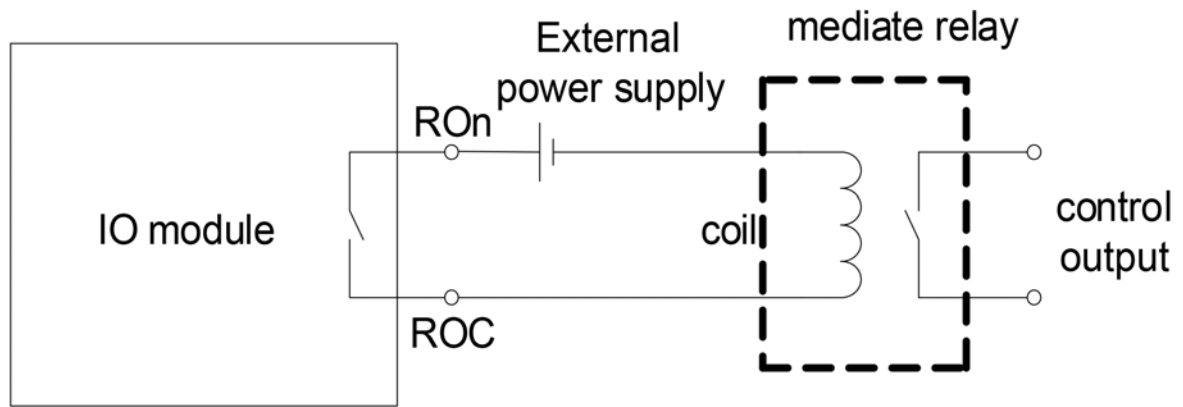 External
power supply
mediate relay
ROn
IO module
coil
control
output
ROC